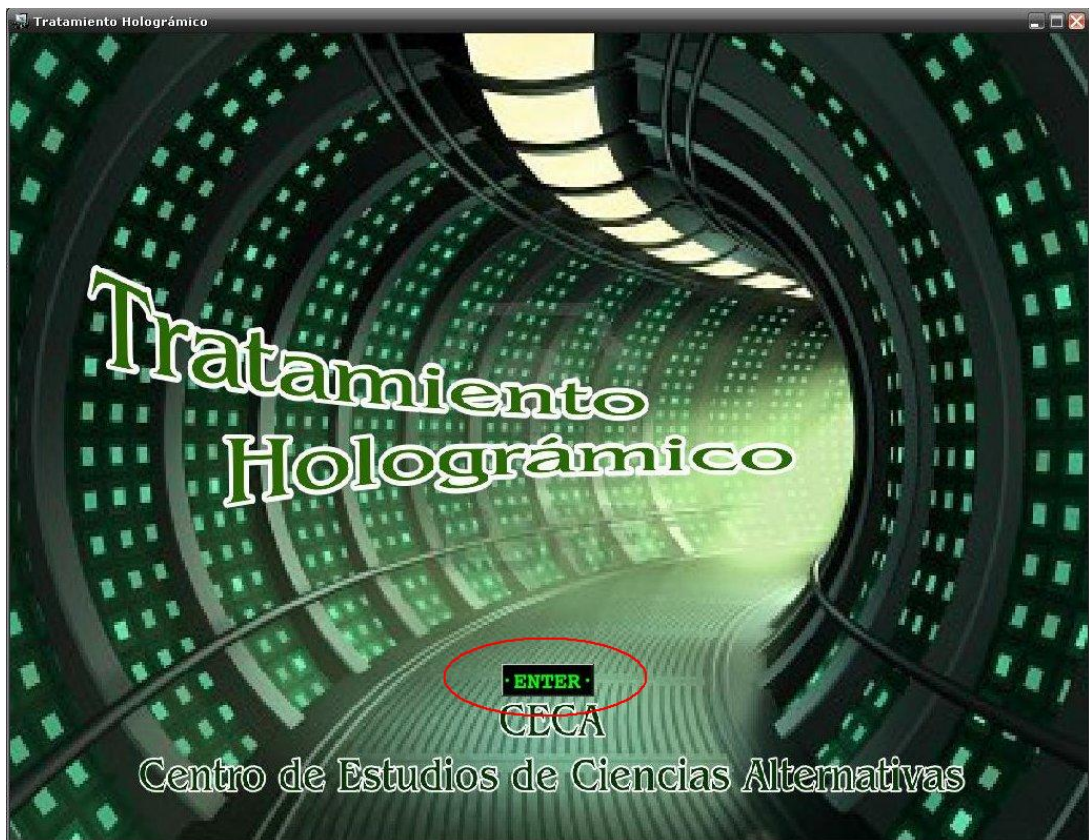 Tratamiento Holográmico
Tratamiento
Holográmico
·ENTER·
CECA
Centro de Estudios de Ciencias Alternativas